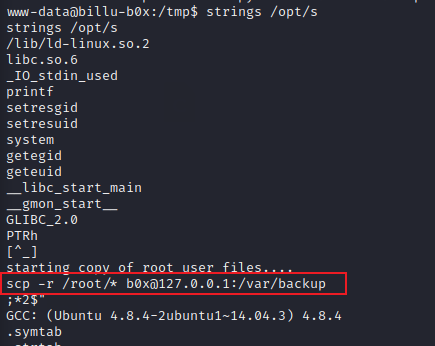 www-data@billu-b0x:/tmp$ strings /opt/s
strings /opt/s
/lib/ld-linux.so.2
libc.so.6
_IO_stdin_used
printf
setresgid
setresuid
system
getegid
geteuid
__libc_start_main
__gmon_start__
GLIBC_2.0
PTRh
[^_]
starting copy of root user files....
scp -r /root/* b0x@127.0.0.1:/var/backup
;*2$"
GCC: (Ubuntu 4.8.4-2ubuntu1~14.04.3) 4.8.4
.symtab
.strtab